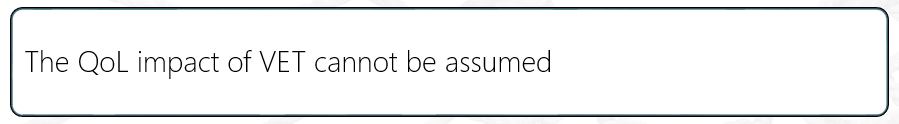 The QoL impact of VET cannot be assumed